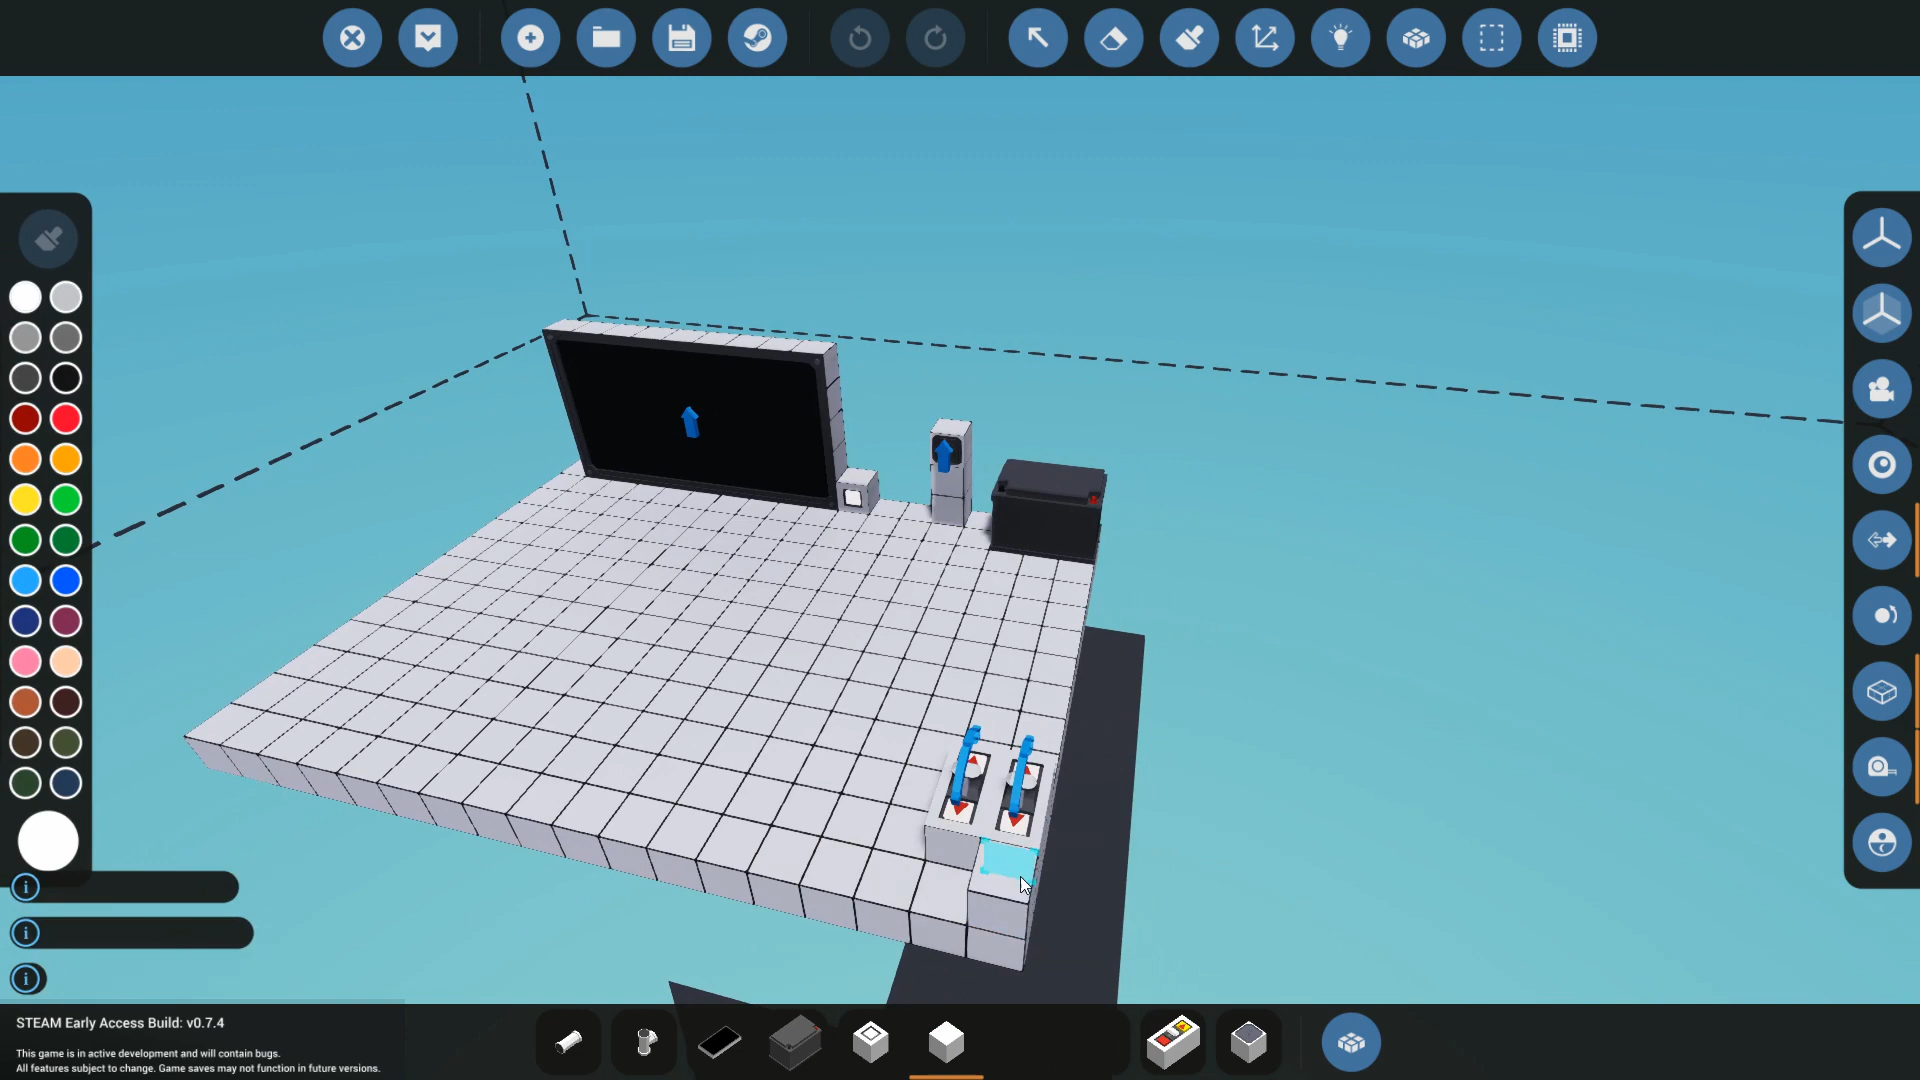 STEAM Early Access Build: v0.7.4
This game is in active development and will contain bugs.
All features subject to change. Game saves may not function in future versions.